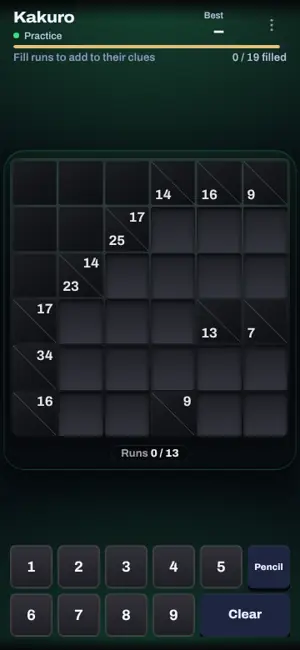 Kakuro
Best
Practice
–
Fill runs to add to their clues
0 / 19 filled
14 16 9
17
25
14
23
17
13 7
34
16 9
Runs 0 / 13
1 2 3 4 5 Pencil
6 7 8 9 Clear